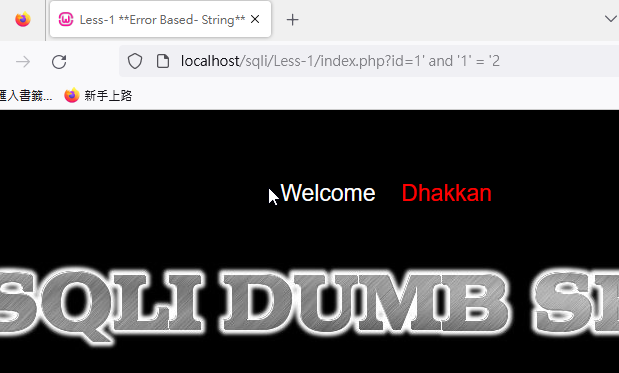 Less-1 **Error Based- String**
localhost/sqli/Less-1/index.php?id=1' and '1' = '2
匯入書籤... 新手上路
Welcome Dhakkan
SQLI DUMB SE